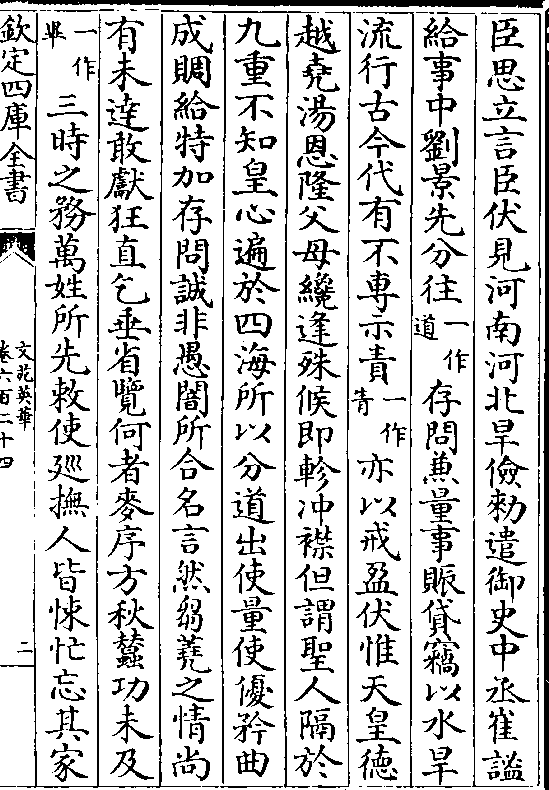 臣思立言臣伏見河南河北旱儉勅遣御史中丞崔謐
給事中劉景先分往一作道存問兼量事賑貸竊以水旱
流行古今代有不專示責一作青亦以戒盈伏惟天皇德
越堯湯恩隆父母纔逢殊候即軫沖襟但謂聖人隔於
九重不知皇心遍於四海所以分道出使量使優矜曲
成賙給特加存問誠非愚闇所合名言然芻蕘之情尚
有未達敢獻狂直乞垂省覽何者麥序方秋蠶功未及
一作畢三時之務萬姓所先敕使廵撫人皆悚忙忘其家
欽定四庫全書
文苑英華
卷六百二十四
二